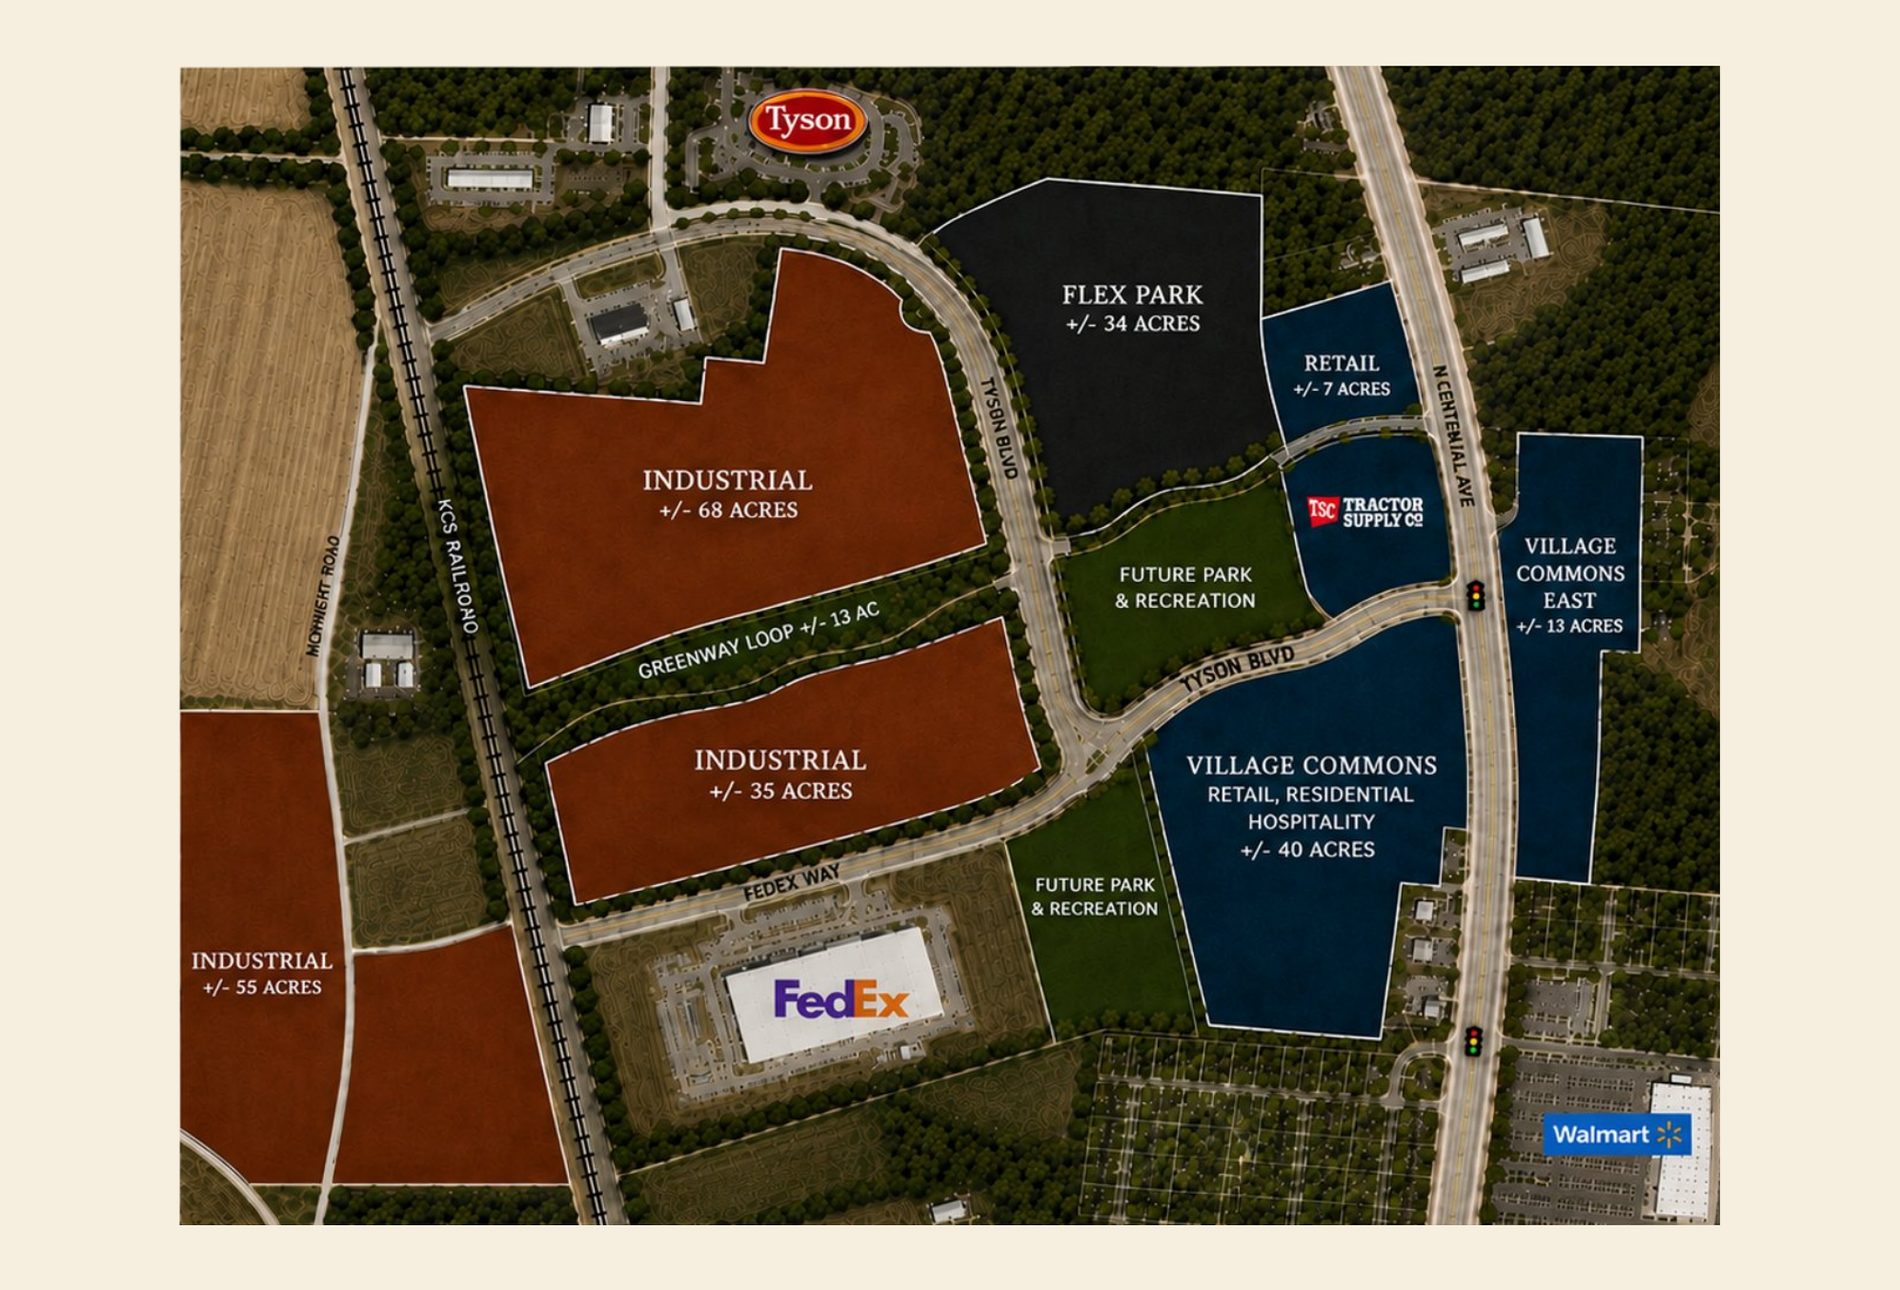 Tyson
FLEX PARK
+/- 34 ACRES
RETAIL
+/- 7 ACRES
N CENTENIAL AVE
TYSON BLVD
INDUSTRIAL
+/- 68 ACRES
TSC TRACTOR
SUPPLY CO
KCS RAILROND
VILLAGE
COMMONS
EAST
+/- 13 ACRES
FUTURE PARK
& RECREATION
GREENWAY LOOP +/- 13 AC
TYSON BLVD
INDUSTRIAL
+/- 35 ACRES
VILLAGE COMMONS
RETAIL, RESIDENTIAL
HOSPITALITY
+/- 40 ACRES
FEDEX WAY
FUTURE PARK
& RECREATION
INDUSTRIAL
+/- 55 ACRES
FedEx
Walmart